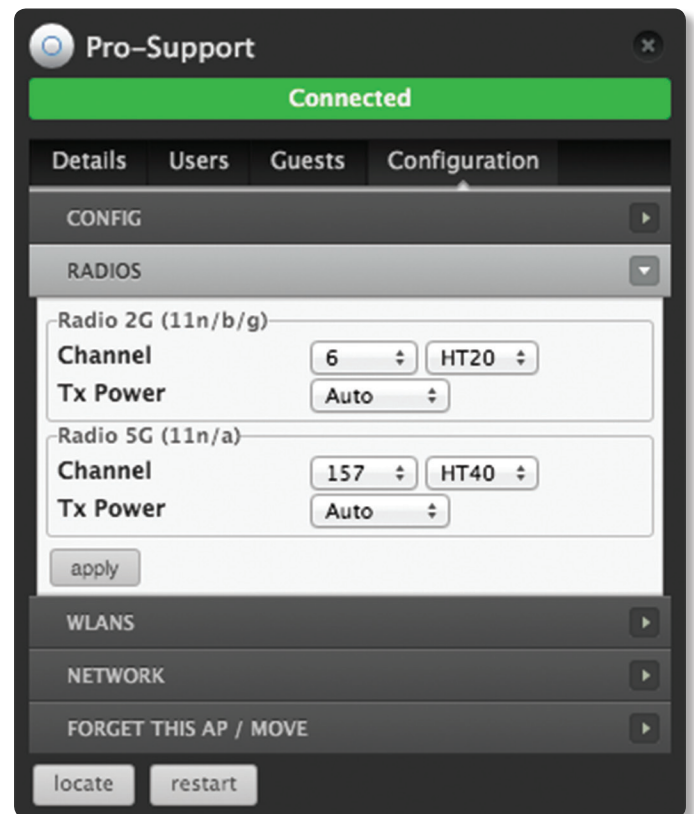 Pro-Support
Connected
Details Users Guests Configuration
CONFIG
RADIOS
Radio 2G (11n/b/g)
Channel 6 HT20
Tx Power Auto
Radio 5G (11n/a)
Channel 157 HT40
Tx Power Auto
apply
WLANS
NETWORK
FORGET THIS AP / MOVE
locate restart